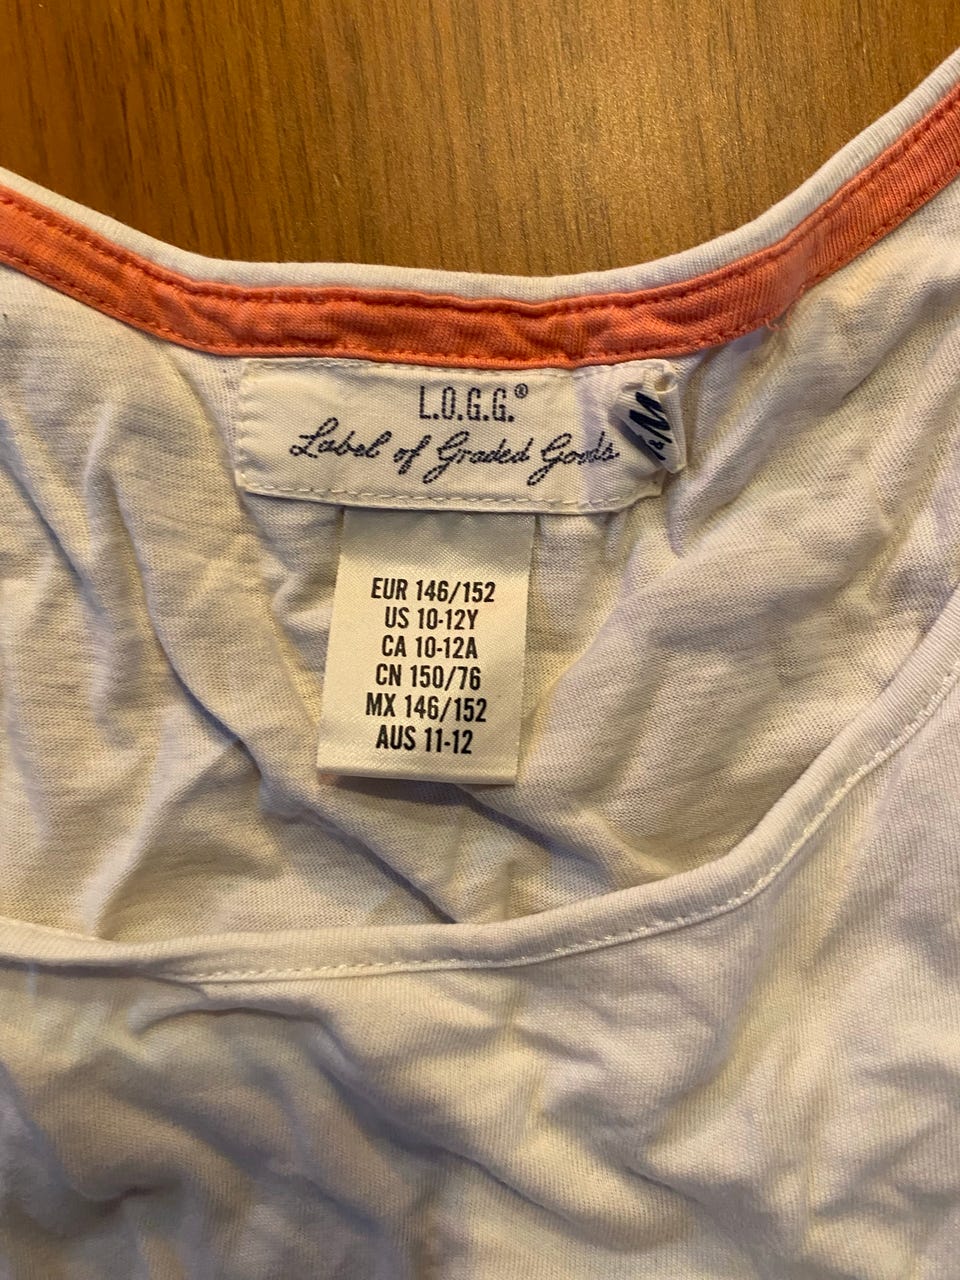 L.O.G.G.®
Label of Graded Goods
&M
EUR 146/152
US 10-12Y
CA 10-12A
CN 150/76
MX 146/152
AUS 11-12